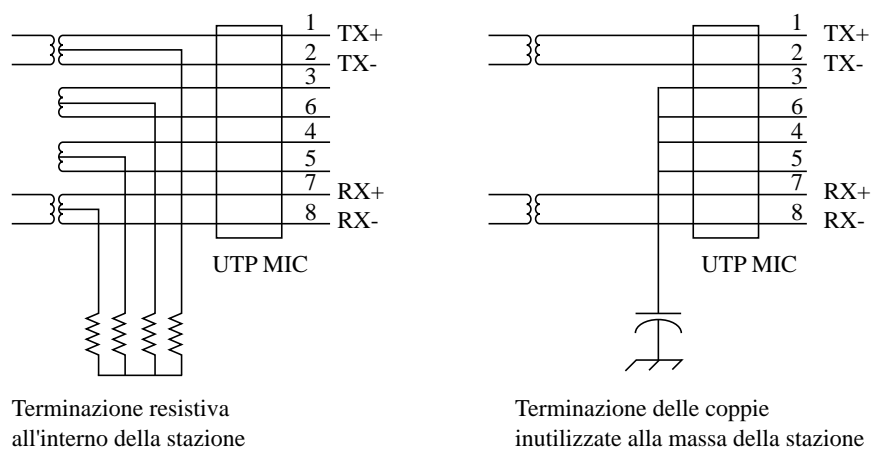 1 TX+
2 TX-
3
6
4
5
7 RX+
8 RX-
UTP MIC
Terminazione resistiva
all'interno della stazione
1 TX+
2 TX-
3
6
4
5
7 RX+
8 RX-
UTP MIC
Terminazione delle coppie
inutilizzate alla massa della stazione